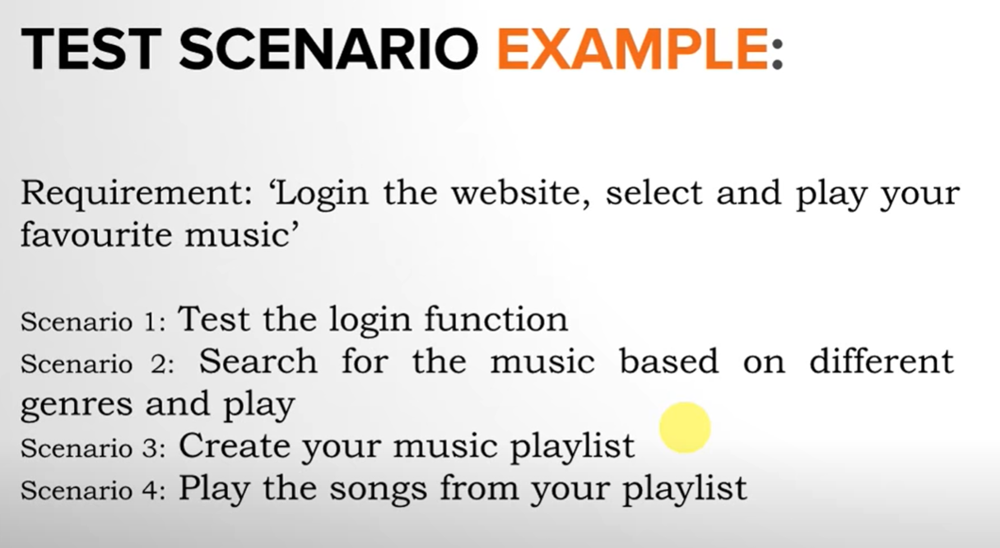 TEST SCENARIO EXAMPLE:
Requirement: ‘Login the website, select and play your
favourite music’
Scenario 1: Test the login function
Scenario 2: Search for the music based on different
genres and play
Scenario 3: Create your music playlist
Scenario 4: Play the songs from your playlist